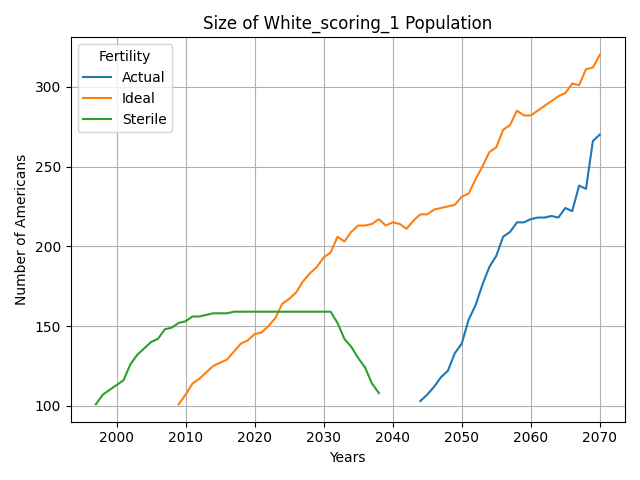 Size of White_scoring_1 Population
Fertility
Actual
Ideal
Sterile
Number of Americans
300
250
200
150
100
2000 2010 2020 2030 2040 2050 2060 2070
Years